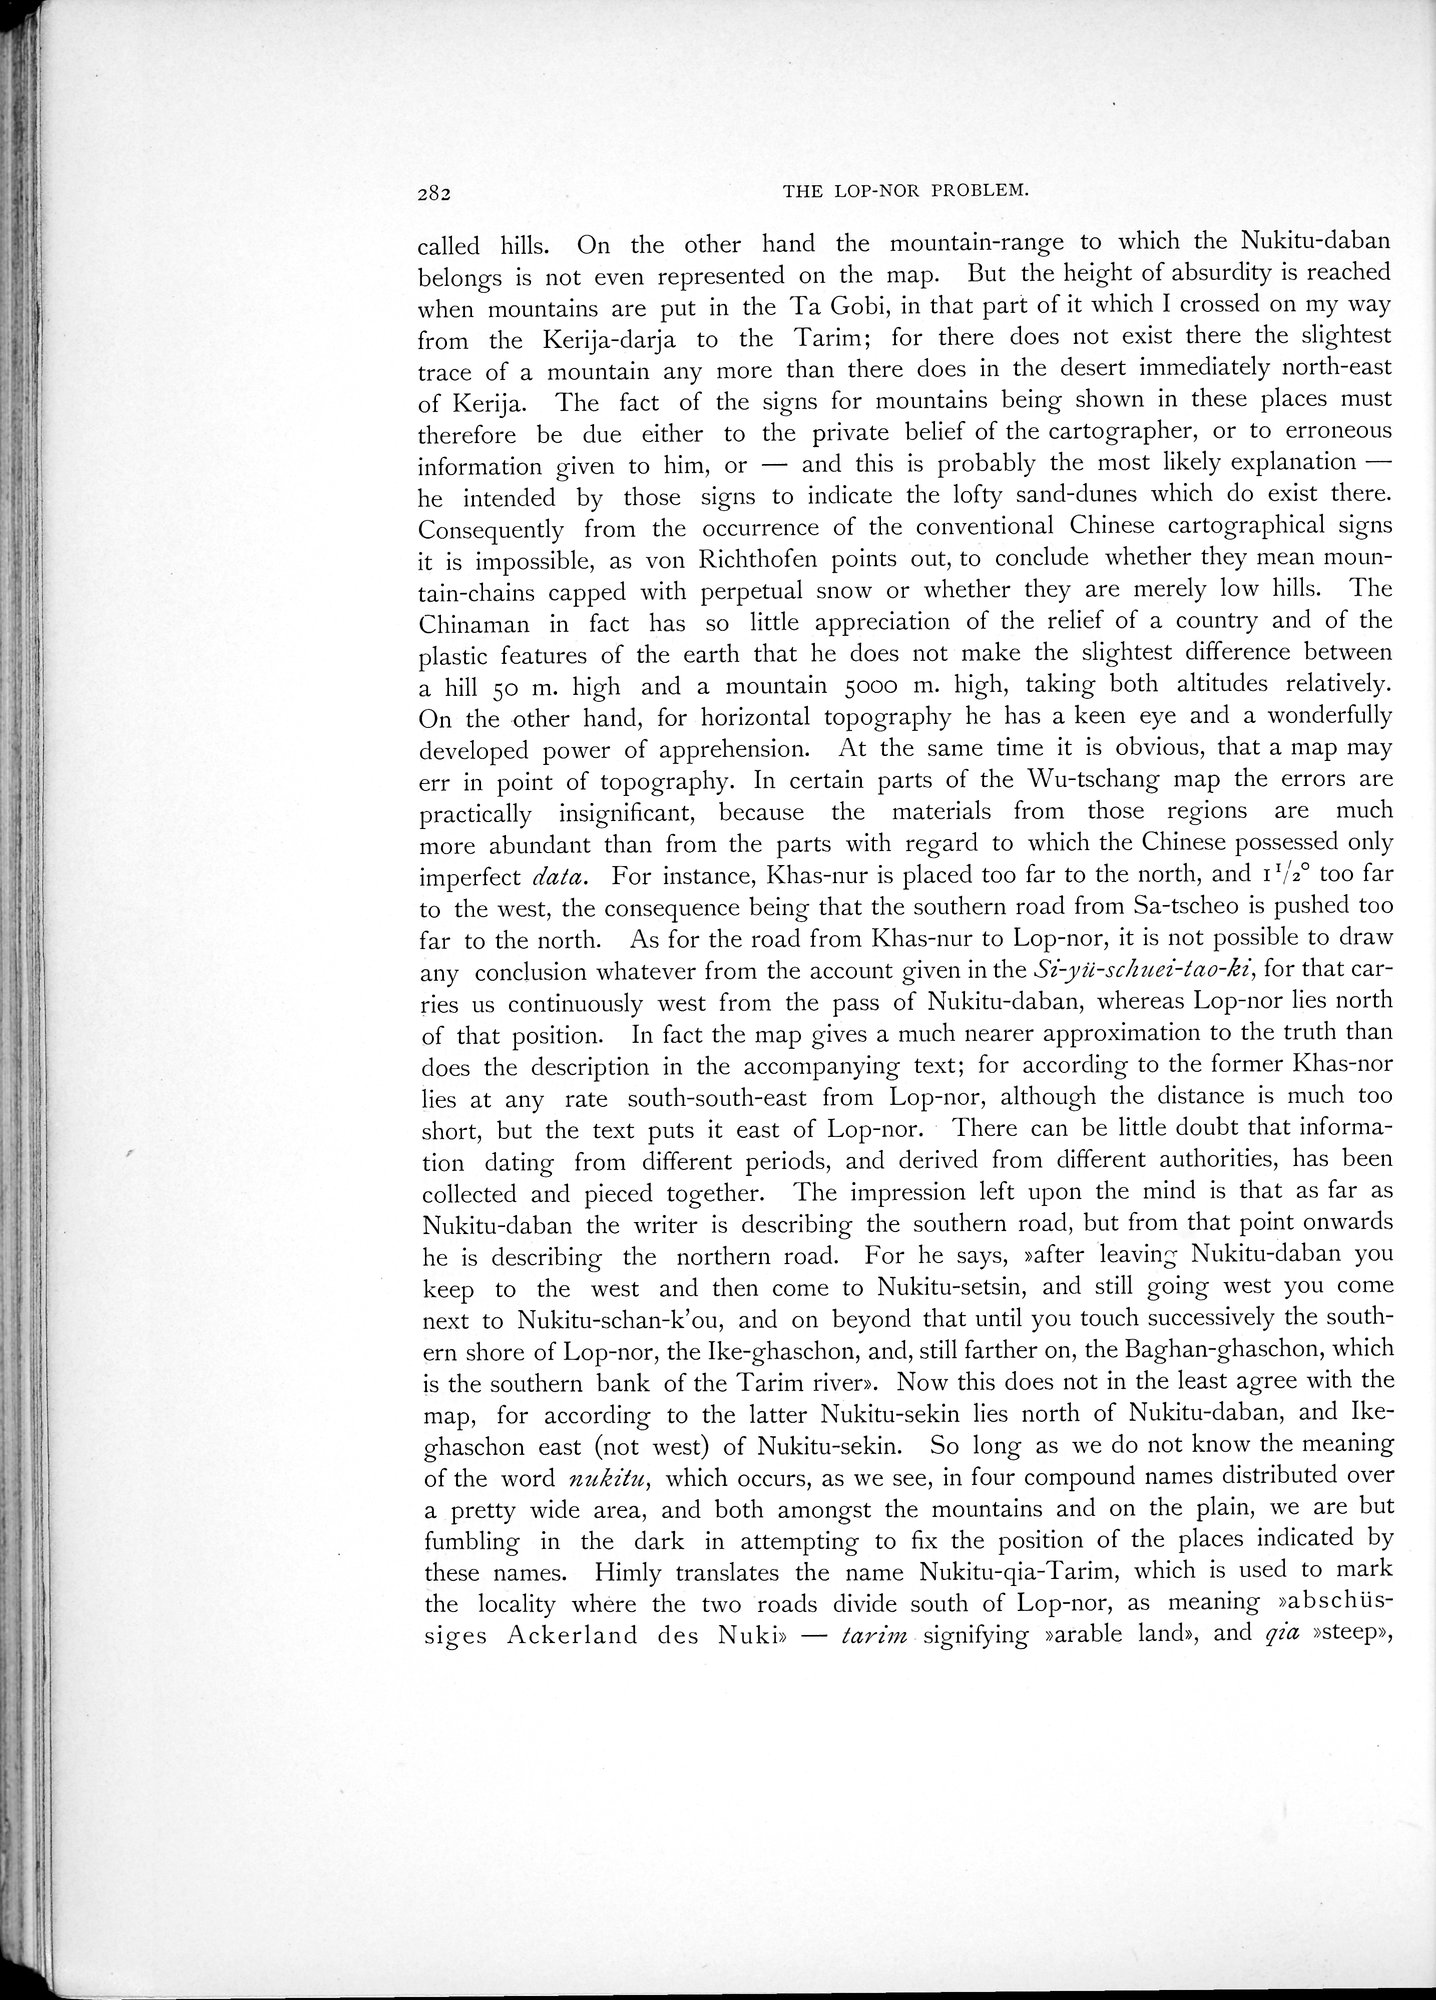 282
THE LOP-NOR PROBLEM.
called hills. On the other hand the mountain-range to which the Nukitu-daban
belongs is not even represented on the map. But the height of absurdity is reached
when mountains are put in the Ta Gobi, in that part of it which I crossed on my way
from the Kerija-darja to the Tarim; for there does not exist there the slightest
trace of a mountain any more than there does in the desert immediately north-east
of Kerija. The fact of the signs for mountains being shown in these places must
therefore be due either to the private belief of the cartographer, or to erroneous
information given to him, or — and this is probably the most likely explanation —
he intended by those signs to indicate the lofty sand-dunes which do exist there.
Consequently from the occurrence of the conventional Chinese cartographical signs
it is impossible, as von Richthofen points out, to conclude whether they mean moun-
tain-chains capped with perpetual snow or whether they are merely low hills. The
Chinaman in fact has so little appreciation of the relief of a country and of the
plastic features of the earth that he does not make the slightest difference between
a hill 50 m. high and a mountain 5000 m. high, taking both altitudes relatively.
On the other hand, for horizontal topography he has a keen eye and a wonderfully
developed power of apprehension. At the same time it is obvious, that a map may
err in point of topography. In certain parts of the Wu-tschang map the errors are
practically insignificant, because the materials from those regions are much
more abundant than from the parts with regard to which the Chinese possessed only
imperfect data. For instance, Khas-nur is placed too far to the north, and 1 1/2° too far
to the west, the consequence being that the southern road from Sa-tscheo is pushed too
far to the north. As for the road from Khas-nur to Lop-nor, it is not possible to draw
any conclusion whatever from the account given in the Si-yü-schuei-tao-ki, for that car-
ries us continuously west from the pass of Nukitu-daban, whereas Lop-nor lies north
of that position. In fact the map gives a much nearer approximation to the truth than
does the description in the accompanying text; for according to the former Khas-nor
lies at any rate south-south-east from Lop-nor, although the distance is much too
short, but the text puts it east of Lop-nor. There can be little doubt that informa-
tion dating from different periods, and derived from different authorities, has been
collected and pieced together. The impression left upon the mind is that as far as
Nukitu-daban the writer is describing the southern road, but from that point onwards
he is describing the northern road. For he says, »after leaving Nukitu-daban you
keep to the west and then come to Nukitu-setsin, and still going west you come
next to Nukitu-schan-k'ou, and on beyond that until you touch successively the south-
ern shore of Lop-nor, the Ike-ghaschon, and, still farther on, the Baghan-ghaschon, which
is the southern bank of the Tarim river». Now this does not in the least agree with the
map, for according to the latter Nukitu-sekin lies north of Nukitu-daban, and Ike-
ghaschon east (not west) of Nukitu-sekin. So long as we do not know the meaning
of the word nukitu, which occurs, as we see, in four compound names distributed over
a pretty wide area, and both amongst the mountains and on the plain, we are but
fumbling in the dark in attempting to fix the position of the places indicated by
these names. Himly translates the name Nukitu-qia-Tarim, which is used to mark
the locality where the two roads divide south of Lop-nor, as meaning »abschüs-
siges Ackerland des Nuki» — tarim signifying »arable land», and qia »steep»,